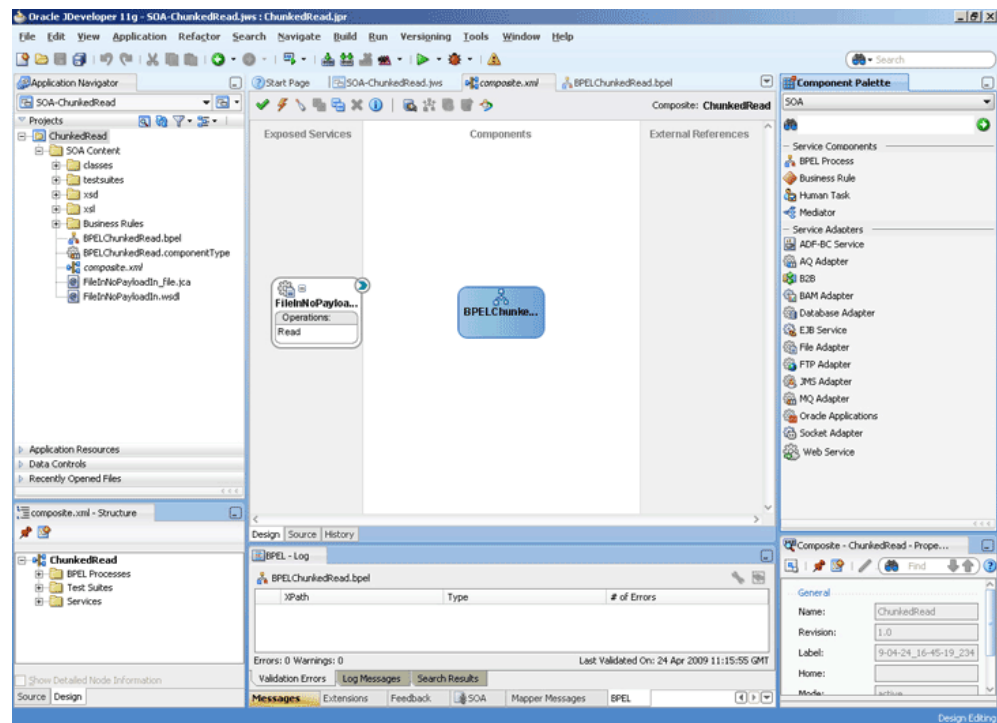 Oracle JDeveloper 11g - SOA-ChunkedRead.jws : ChunkedRead.jpr
File Edit View Application Refactor Search Navigate Build Run Versigning Tools Window Help
Search
Application Navigator
SOA-ChunkedRead
Projects
ChunkedRead
SOA Content
classes
testsuites
xsd
xsl
Business Rules
BPELChunkedRead.bpel
BPELChunkedRead.componentType
composite.xml
FileInNoPayloadIn_file.jca
FileInNoPayloadIn.wsdl
Application Resources
Data Controls
Recently Opened Files
composite.xml - Structure
ChunkedRead
BPEL Processes
Test Suites
Services
Show Detailed Node Information
Source Design
Start Page SOA-ChunkedRead.jws composite.xml BPELChunkedRead.bpel
Composite: ChunkedRead
Exposed Services Components External References
FileInNoPayloa...
Operations:
Read
BPELChunke...
Design Source History
BPEL - Log
BPELChunkedRead.bpel
XPath Type # of Errors
Errors: 0 Warnings: 0 Last Validated On: 24 Apr 2009 11:15:55 GMT
Validation Errors Log Messages Search Results
Messages Extensions Feedback SOA Mapper Messages BPEL
Component Palette
SOA
Service Components
BPEL Process
Business Rule
Human Task
Mediator
Service Adapters
ADF-BC Service
AQ Adapter
B2B
BAM Adapter
Database Adapter
EJB Service
File Adapter
FTP Adapter
JMS Adapter
MQ Adapter
Oracle Applications
Socket Adapter
Web Service
Composite - ChunkedRead - Prope...
Find
General
Name: ChunkedRead
Revision: 1.0
Label: 9-04-24_16-45-19_234
Home:
Mode: active
Design Editing